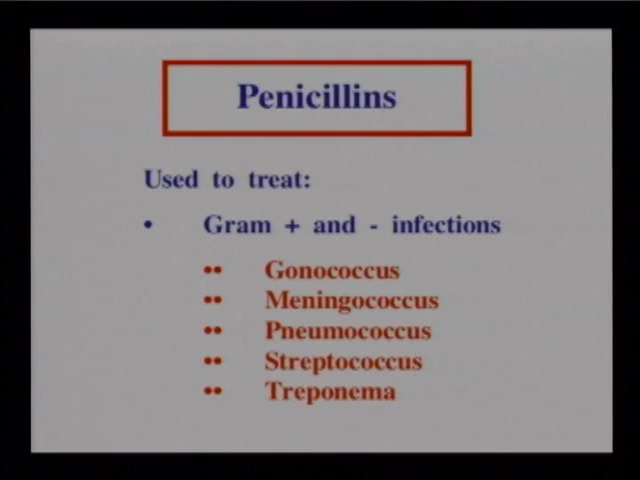 Penicillins
Used to treat:
• Gram + and - infections
•• Gonococcus
•• Meningococcus
•• Pneumococcus
•• Streptococcus
•• Treponema